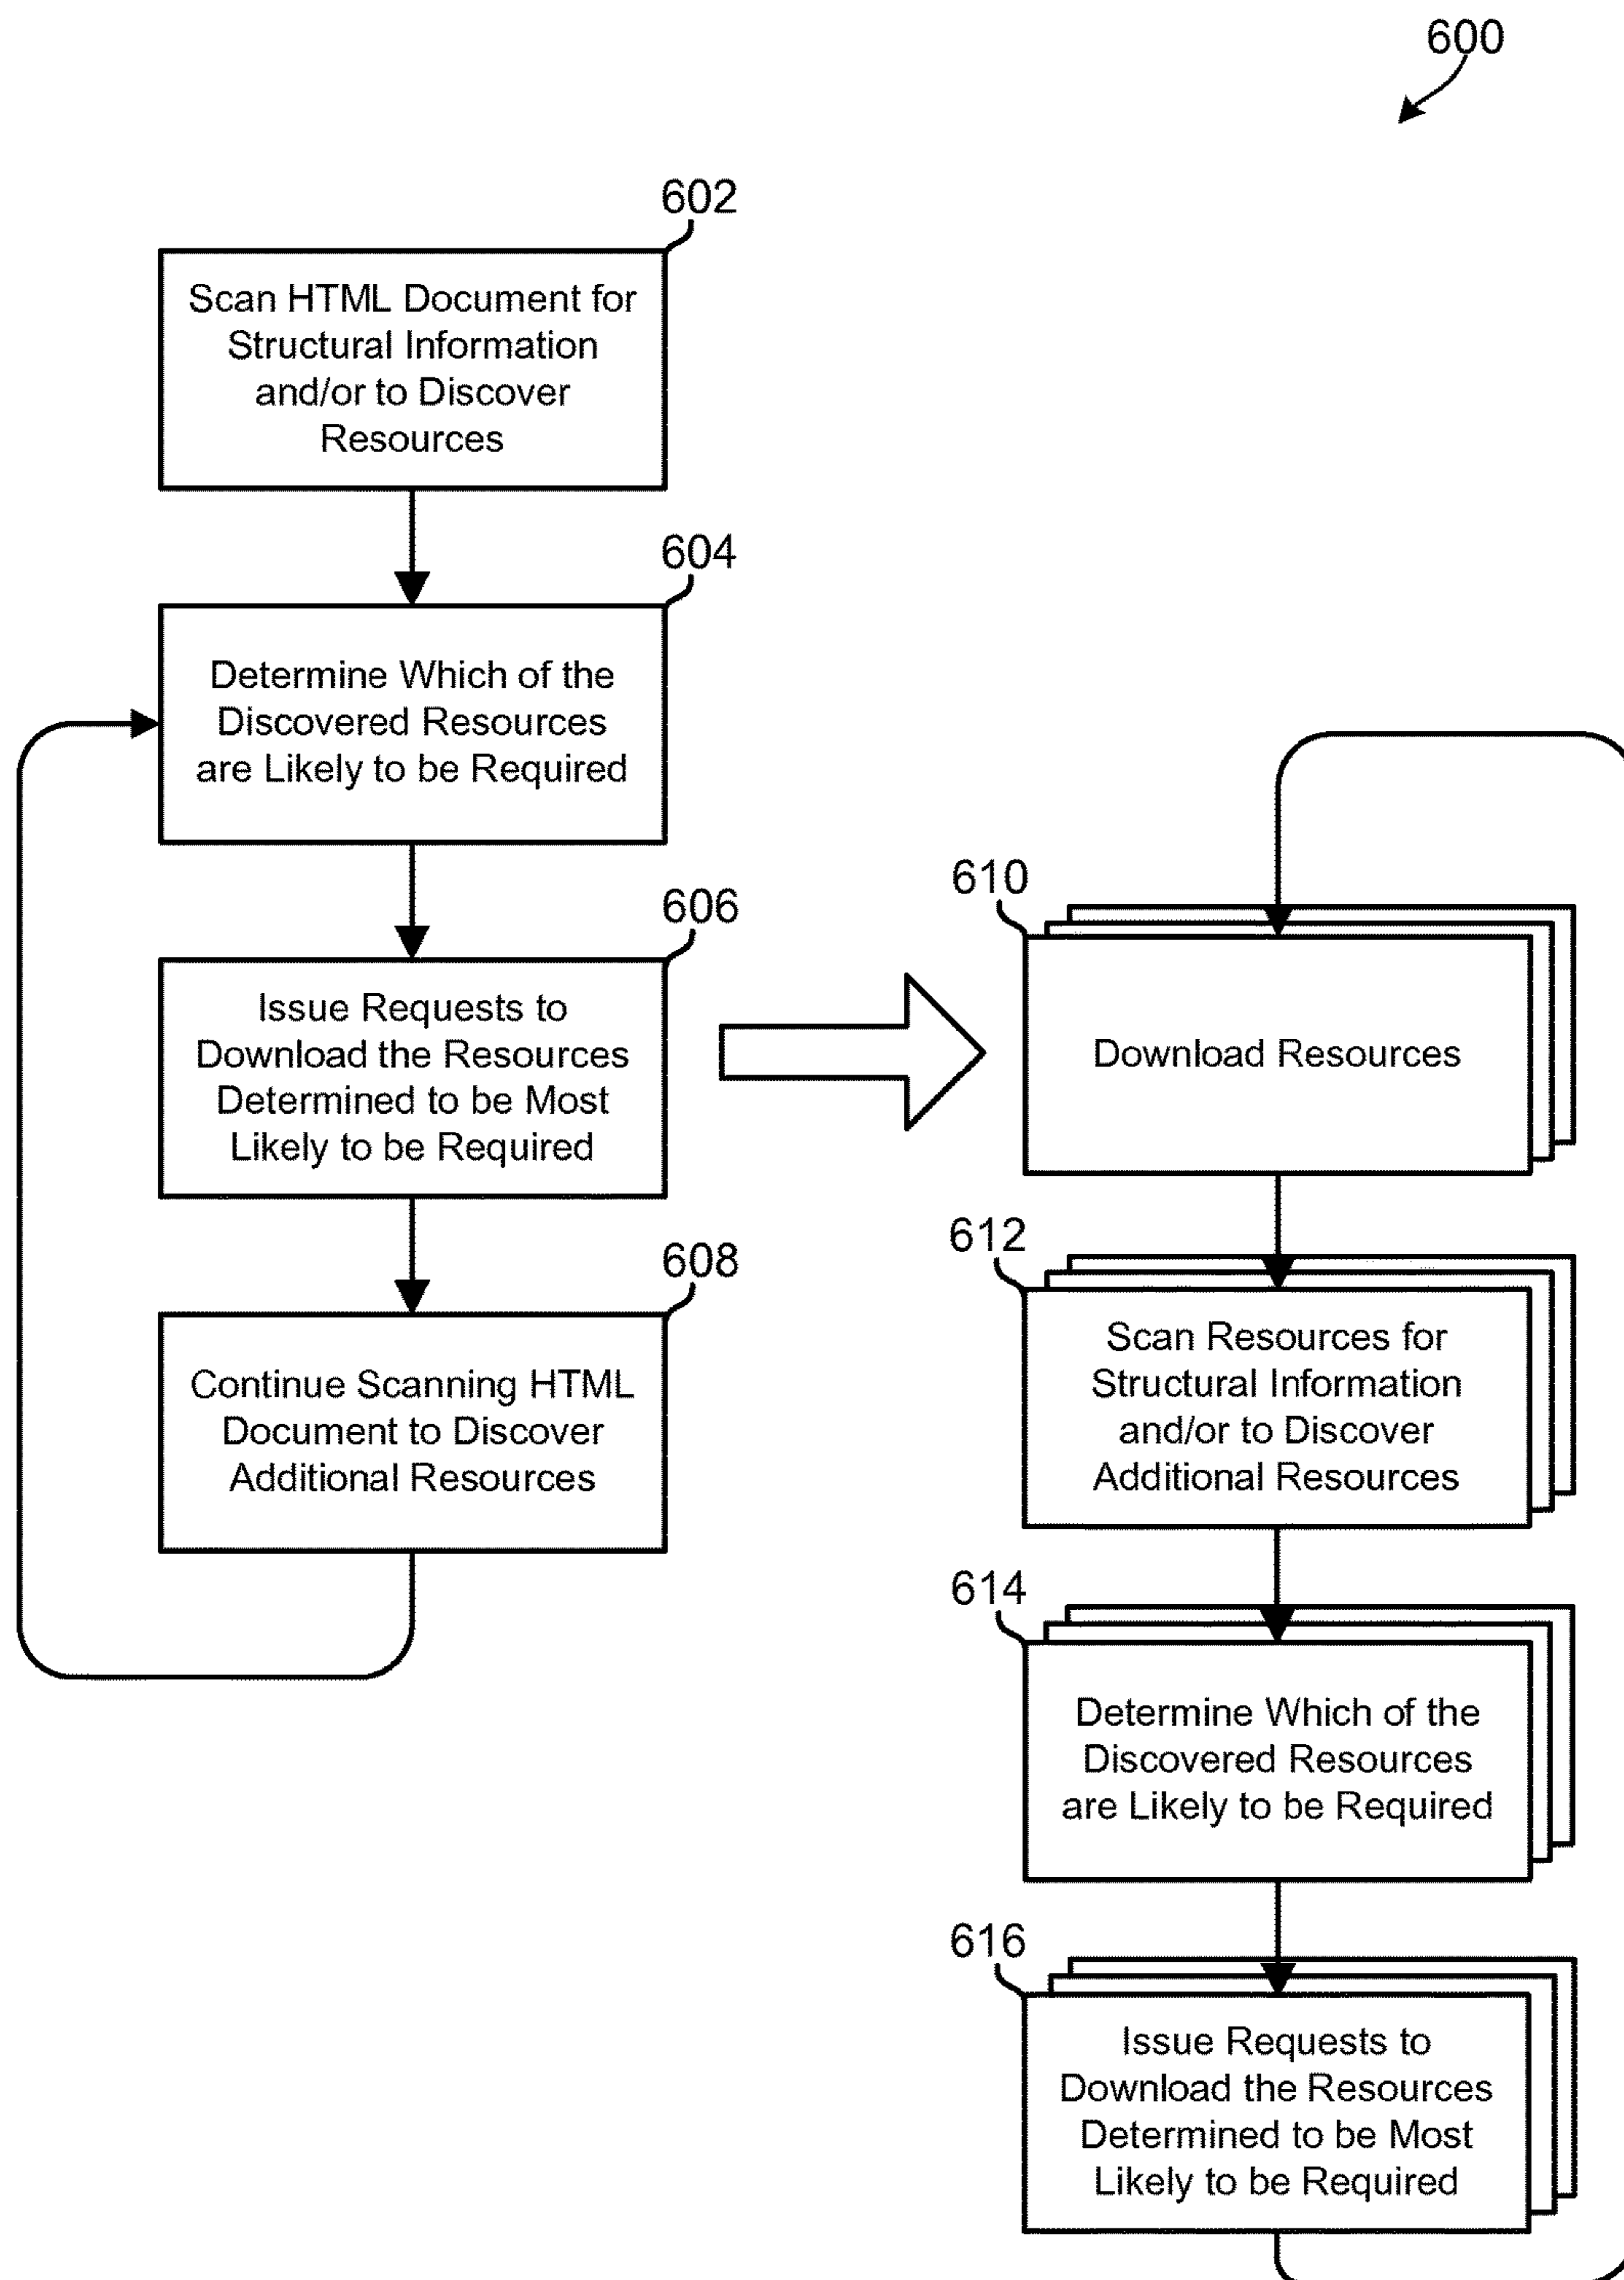 600
602
Scan HTML Document for
Structural Information
and/or to Discover
Resources
604
Determine Which of the
Discovered Resources
are Likely to be Required
606
Issue Requests to
Download the Resources
Determined to be Most
Likely to be Required
608
Continue Scanning HTML
Document to Discover
Additional Resources
610
Download Resources
612
Scan Resources for
Structural Information
and/or to Discover
Additional Resources
614
Determine Which of the
Discovered Resources
are Likely to be Required
616
Issue Requests to
Download the Resources
Determined to be Most
Likely to be Required